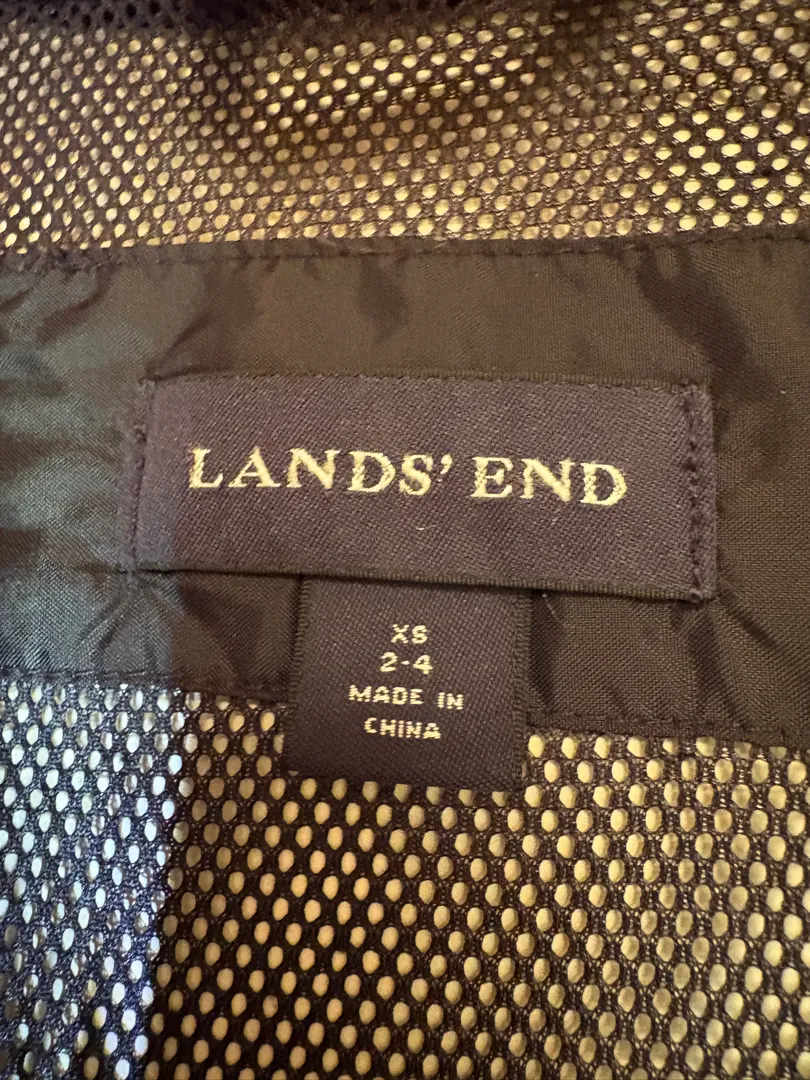 LANDS' END
XS
2-4
MADE IN
CHINA